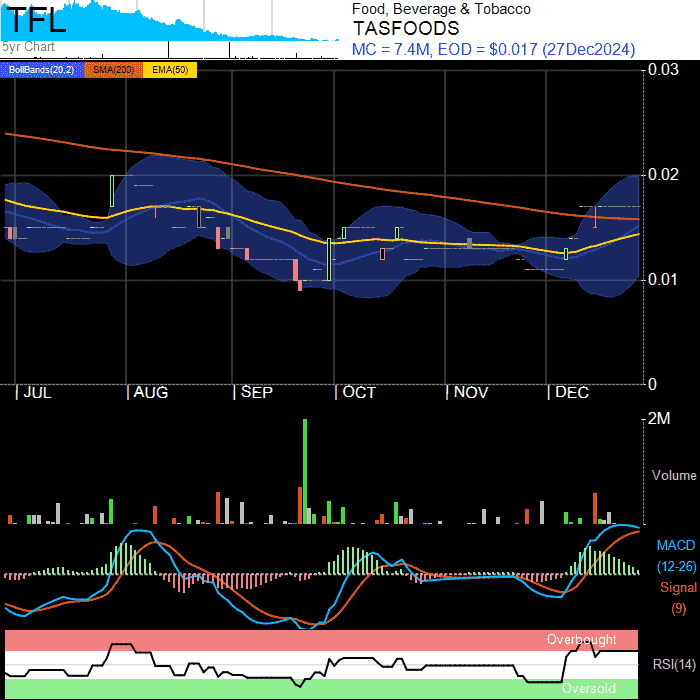 TFL
5yr Chart
Food, Beverage & Tobacco
TASFOODS
MC = 7.4M, EOD = $0.017 (27Dec2024)
BollBands(20,2) SMA(200) EMA(50)
0.03
0.02
0.01
0
JUL AUG SEP OCT NOV DEC
2M
Volume
MACD
(12-26)
Signal
(9)
Overbought
RSI(14)
Oversold